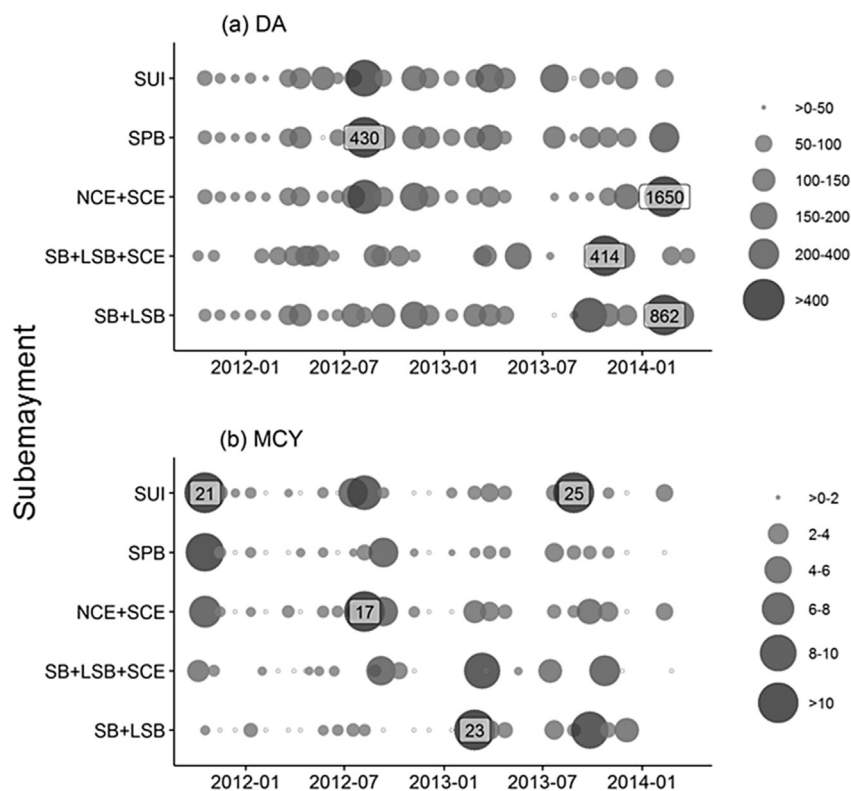 (a) DA
SUI
SPB
430
NCE+SCE
1650
SB+LSB+SCE
414
SB+LSB
862
2012-01
2012-07
2013-01
2013-07
2014-01
>0-50
50-100
100-150
150-200
200-400
>400
Subemayment
(b) MCY
SUI
21
25
SPB
NCE+SCE
17
SB+LSB+SCE
SB+LSB
23
2012-01
2012-07
2013-01
2013-07
2014-01
>0-2
2-4
4-6
6-8
8-10
>10